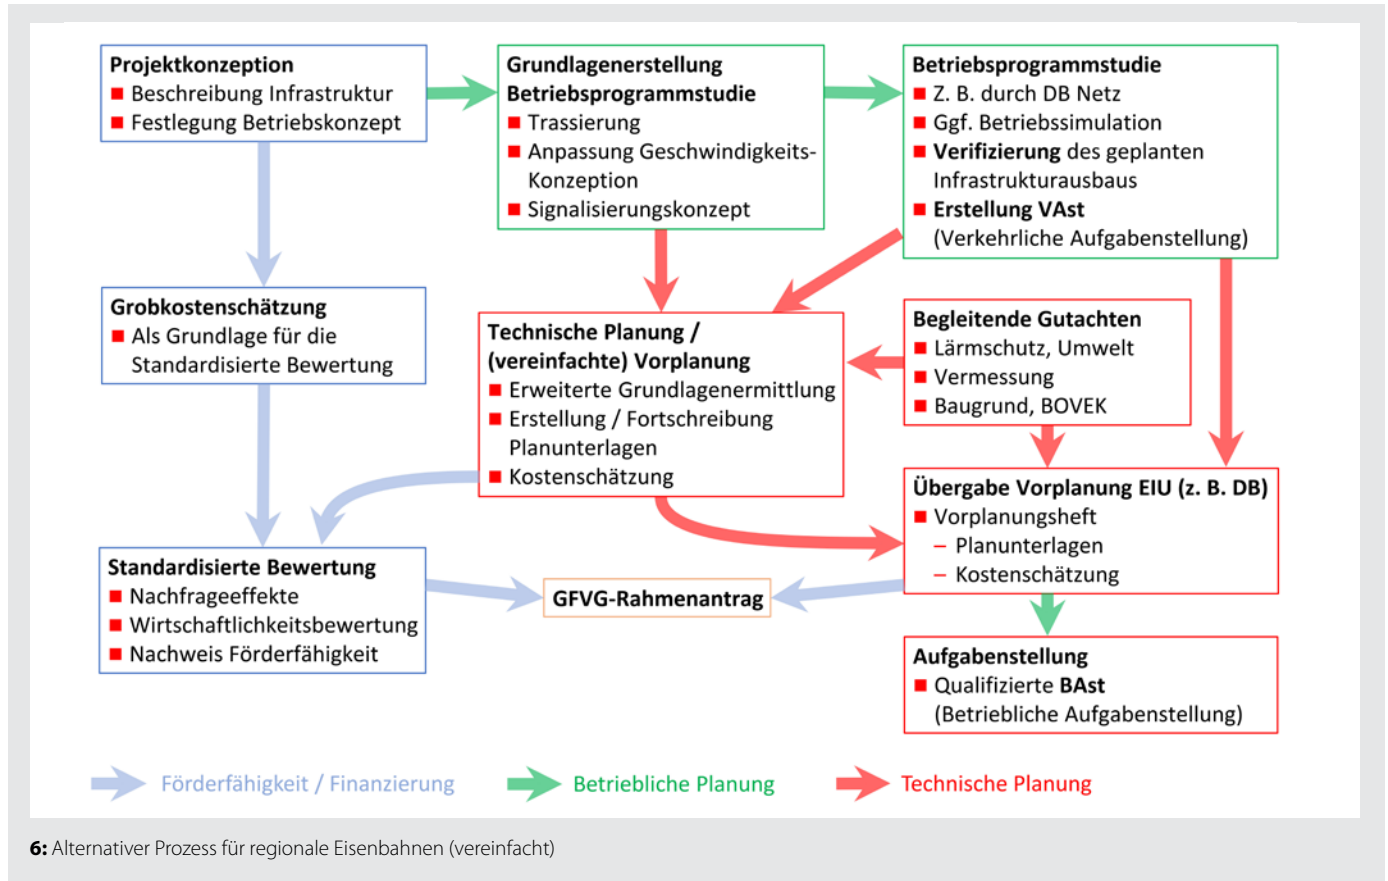 Projektkonzeption
■ Beschreibung Infrastruktur
■ Festlegung Betriebskonzept
Grundlagenerstellung
Betriebsprogrammstudie
■ Trassierung
■ Anpassung Geschwindigkeits-
Konzeption
■ Signalisierungskonzept
Betriebsprogrammstudie
■ Z. B. durch DB Netz
■ Ggf. Betriebssimulation
■ Verifizierung des geplanten
Infrastrukturausbaus
■ Erstellung VAst
(Verkehrliche Aufgabenstellung)
Grobkostenschätzung
■ Als Grundlage für die
Standardisierte Bewertung
Technische Planung /
(vereinfachte) Vorplanung
■ Erweiterte Grundlagenermittlung
■ Erstellung / Fortschreibung
Planunterlagen
■ Kostenschätzung
Begleitende Gutachten
■ Lärmschutz, Umwelt
■ Vermessung
■ Baugrund, BOVEK
Übergabe Vorplanung EIU (z. B. DB)
■ Vorplanungsheft
– Planunterlagen
– Kostenschätzung
Standardisierte Bewertung
■ Nachfrageeffekte
■ Wirtschaftlichkeitsbewertung
■ Nachweis Förderfähigkeit
GFVG-Rahmenantrag
Aufgabenstellung
■ Qualifizierte BAst
(Betriebliche Aufgabenstellung)
Förderfähigkeit / Finanzierung
Betriebliche Planung
Technische Planung
6: Alternativer Prozess für regionale Eisenbahnen (vereinfacht)